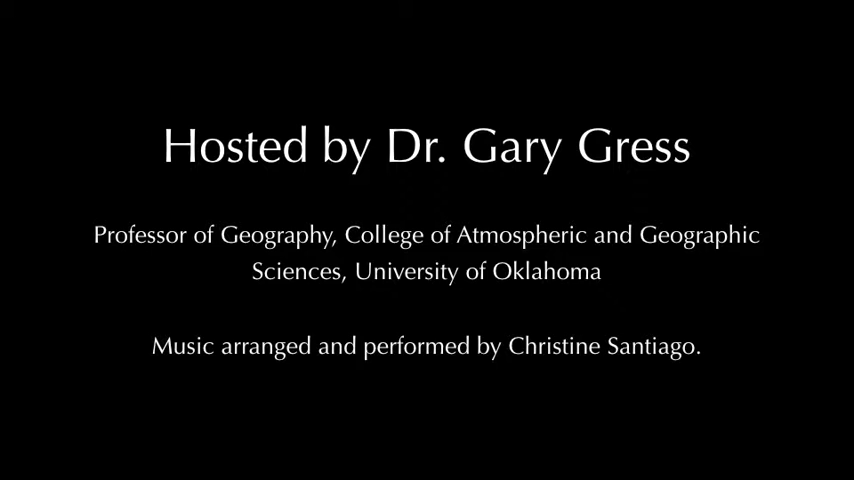 Hosted by Dr. Gary Gress
Professor of Geography, College of Atmospheric and Geographic
Sciences, University of Oklahoma
Music arranged and performed by Christine Santiago.